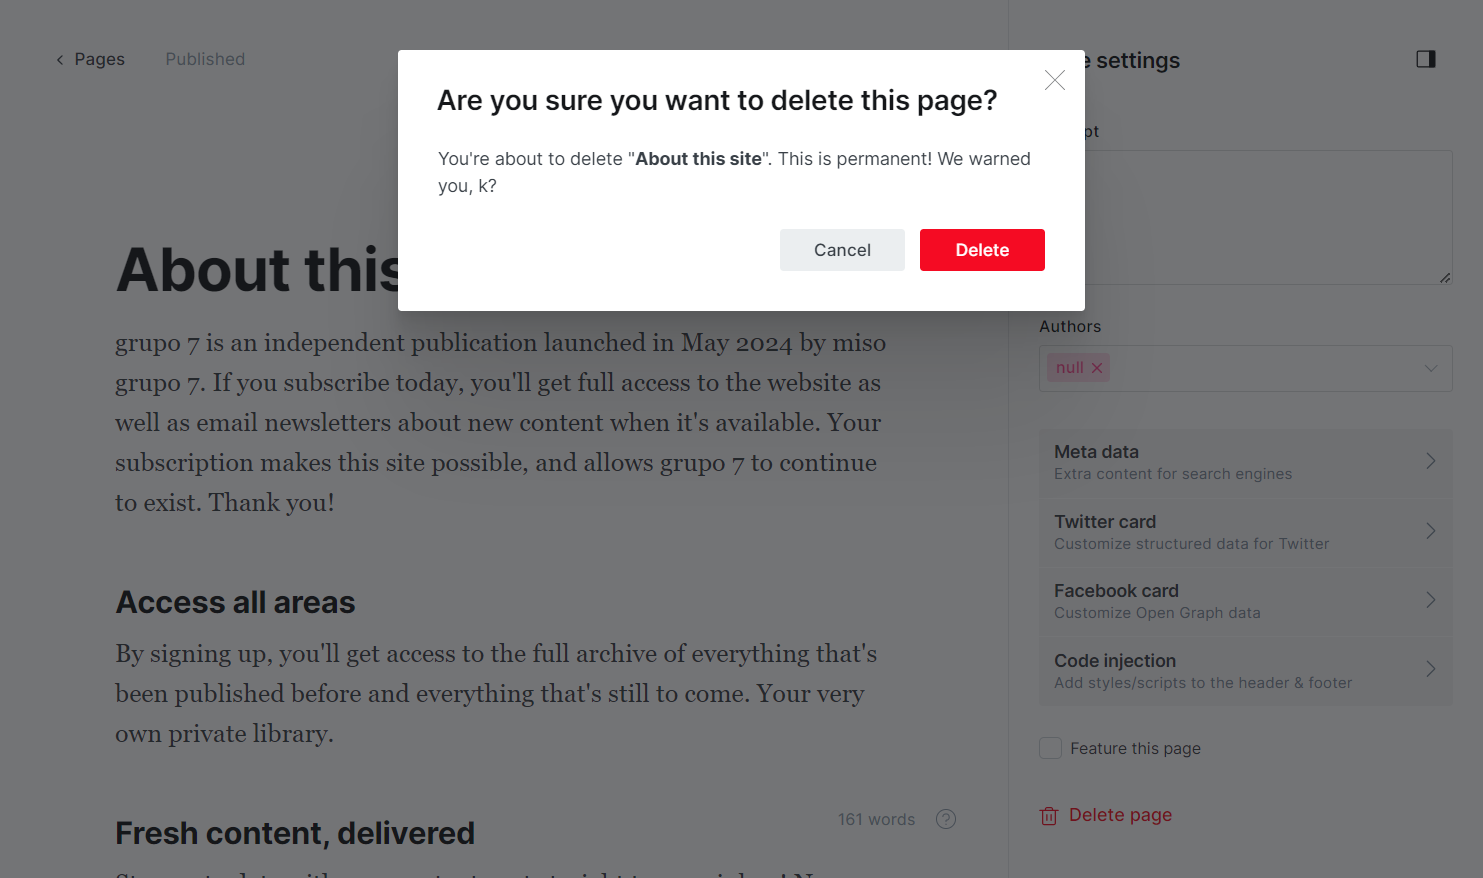 Pages
Published
settings
Are you sure you want to delete this page?
You're about to delete "About this site". This is permanent! We warned
you, k?
Cancel
Delete
About this
grupo 7 is an independent publication launched in May 2024 by miso
grupo 7. If you subscribe today, you'll get full access to the website as
well as email newsletters about new content when it's available. Your
subscription makes this site possible, and allows grupo 7 to continue
to exist. Thank you!
Access all areas
By signing up, you'll get access to the full archive of everything that's
been published before and everything that's still to come. Your very
own private library.
Fresh content, delivered
161 words
Authors
null
Meta data
Extra content for search engines
Twitter card
Customize structured data for Twitter
Facebook card
Customize Open Graph data
Code injection
Add styles/scripts to the header & footer
Feature this page
Delete page